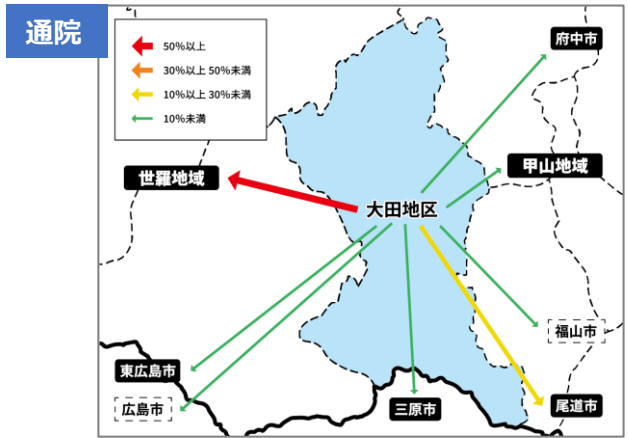 通院
50%以上
30%以上 50%未満
10%以上 30%未満
10%未満
府中市
甲山地域
世羅地域
大田地区
福山市
東広島市
広島市
三原市
尾道市